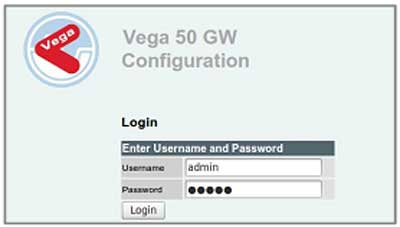 Vega
Vega 50 GW
Configuration
Login
Enter Username and Password
Username admin
Password ●●●●●
Login